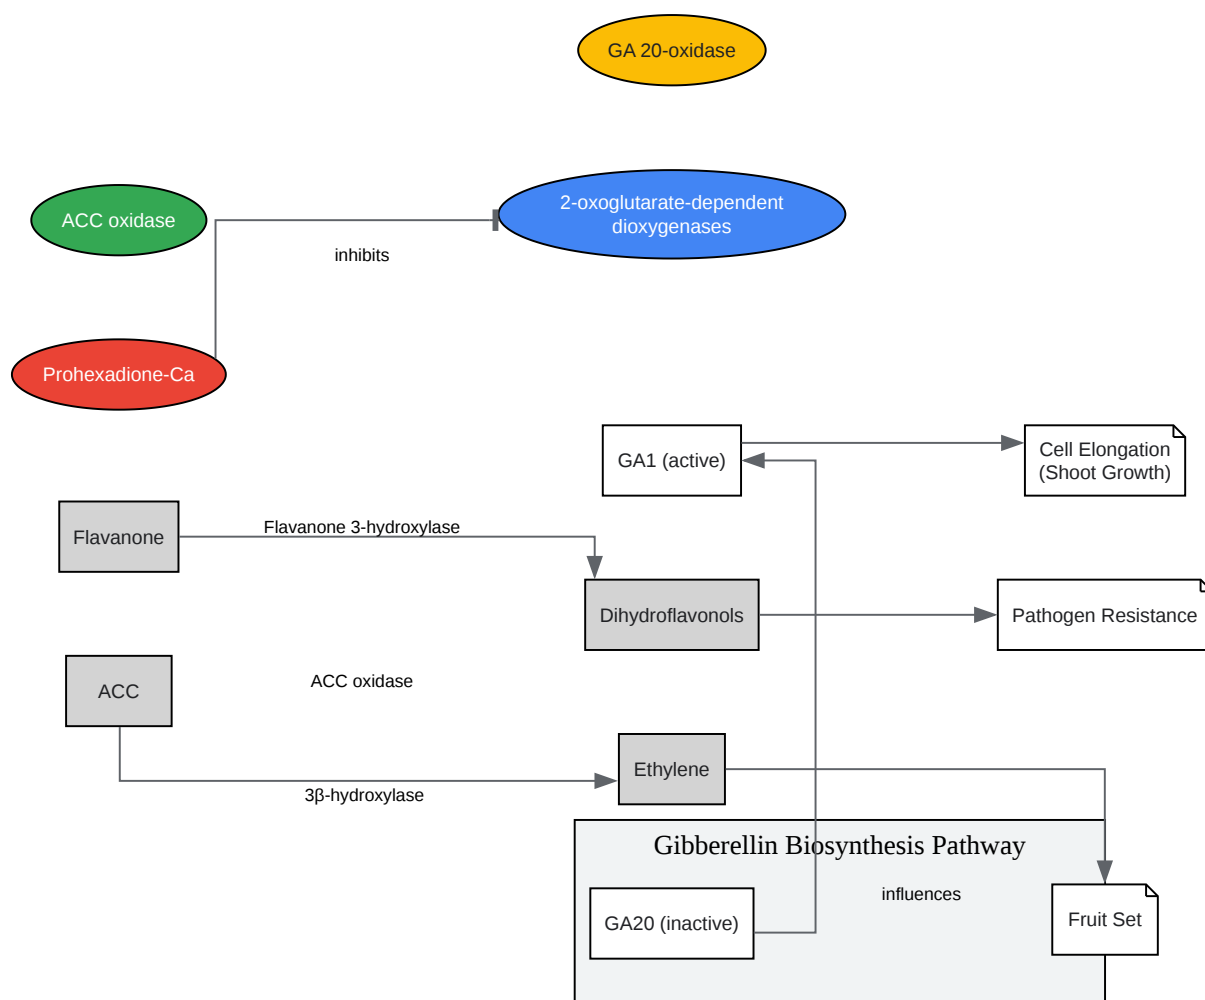 GA 20-oxidase
ACC oxidase
2-oxoglutarate-dependent
dioxygenases
inhibits
Prohexadione-Ca
GA1 (active)
Cell Elongation
(Shoot Growth)
Flavanone
Flavanone 3-hydroxylase
Dihydroflavonols
Pathogen Resistance
ACC
ACC oxidase
Ethylene
3β-hydroxylase
Gibberellin Biosynthesis Pathway
influences
GA20 (inactive)
Fruit Set